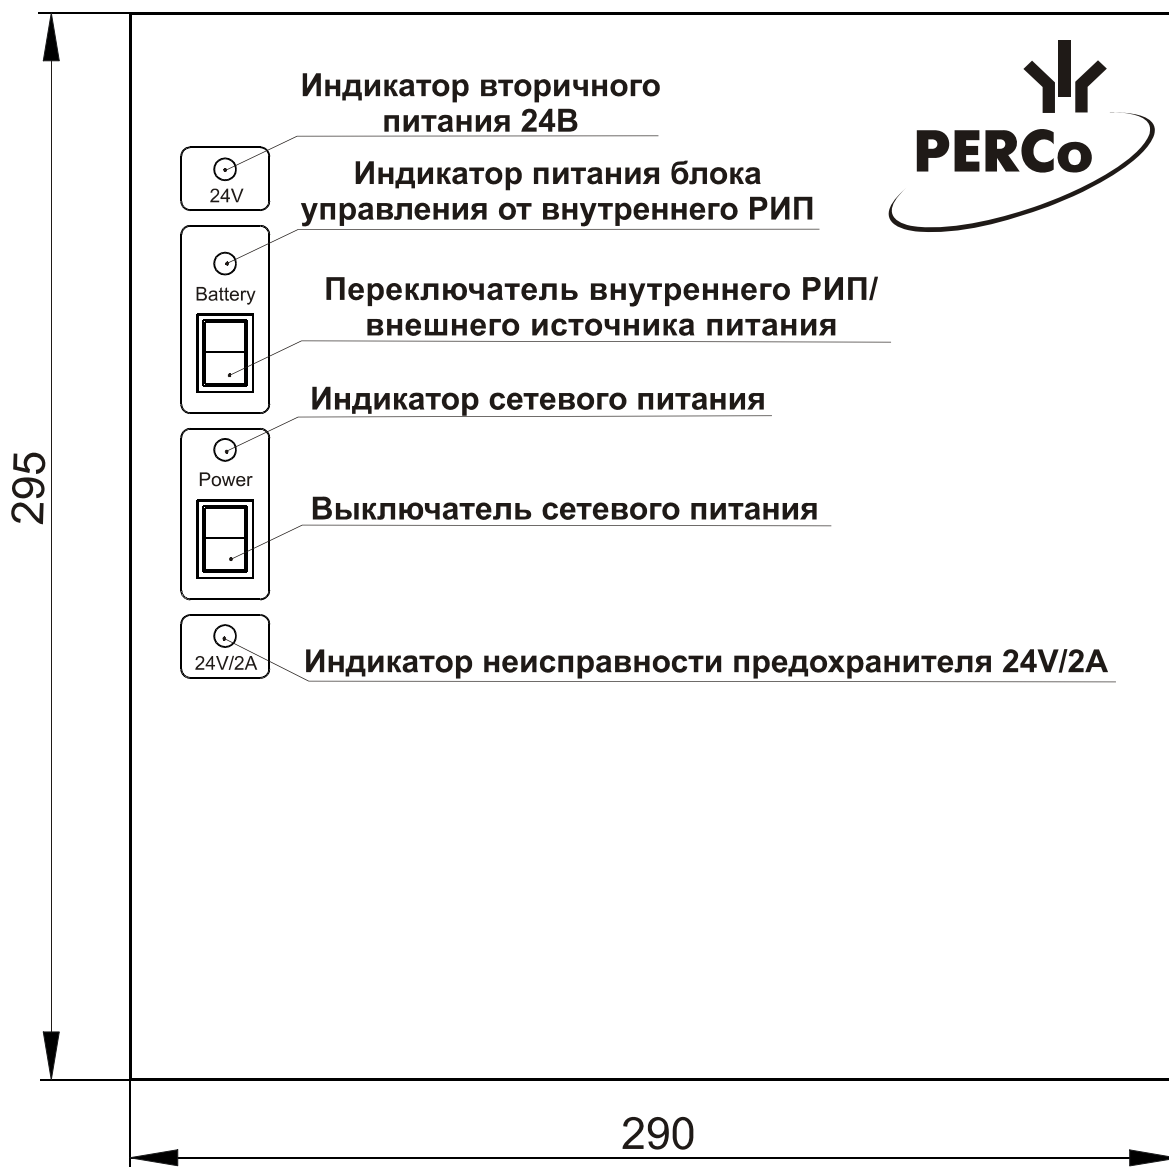 Индикатор вторичного
питания 24В
24V
PERCo
Индикатор питания блока
управления от внутреннего РИП
Battery
Переключатель внутреннего РИП/
внешнего источника питания
Индикатор сетевого питания
Power
Выключатель сетевого питания
24V/2A
Индикатор неисправности предохранителя 24V/2A
295
290